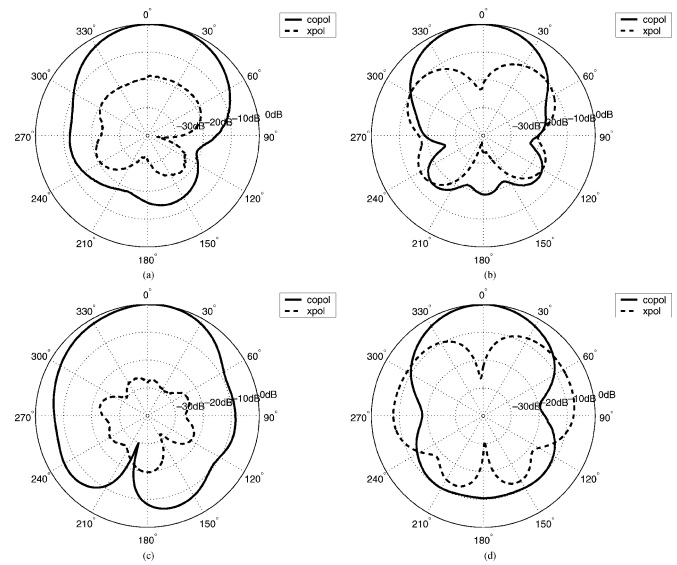 0°
30°
60°
90°
120°
150°
180°
210°
240°
270°
300°
330°
−30dB
−20dB
−10dB
0dB
copol
xpol
(a)
0°
30°
60°
90°
120°
150°
180°
210°
240°
270°
300°
330°
−30dB
−20dB
−10dB
0dB
copol
xpol
(b)
0°
30°
60°
90°
120°
150°
180°
210°
240°
270°
300°
330°
−30dB
−20dB
−10dB
0dB
copol
xpol
(c)
0°
30°
60°
90°
120°
150°
180°
210°
240°
270°
300°
330°
−30dB
−20dB
−10dB
0dB
copol
xpol
(d)